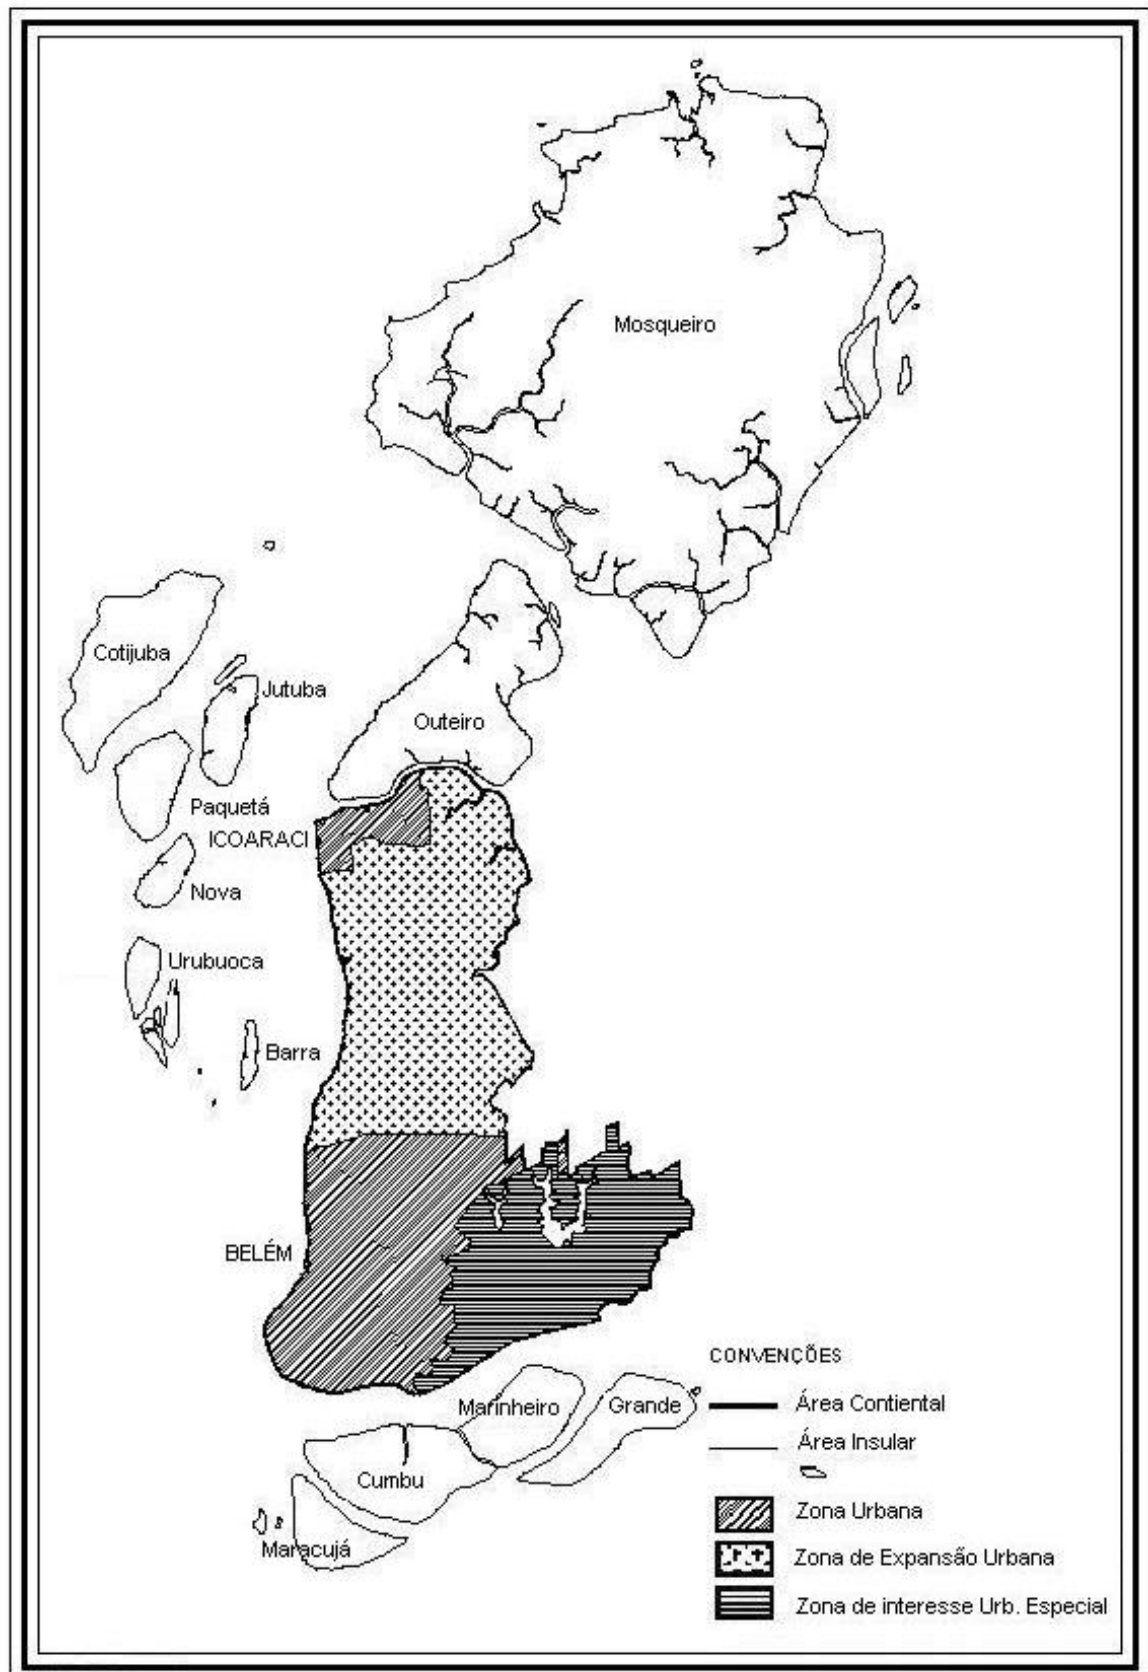 Mosqueiro
Cotijuba
Jutuba
Outeiro
Paquetá
ICOARACI
Nova
Urubuoca
Barra
BELÉM
CONVENÇÕES
Marinheiro
Grande
Área Contiental
Área Insular
Cumbu
Zona Urbana
Maracujá
Zona de Expansão Urbana
Zona de interesse Urb. Especial